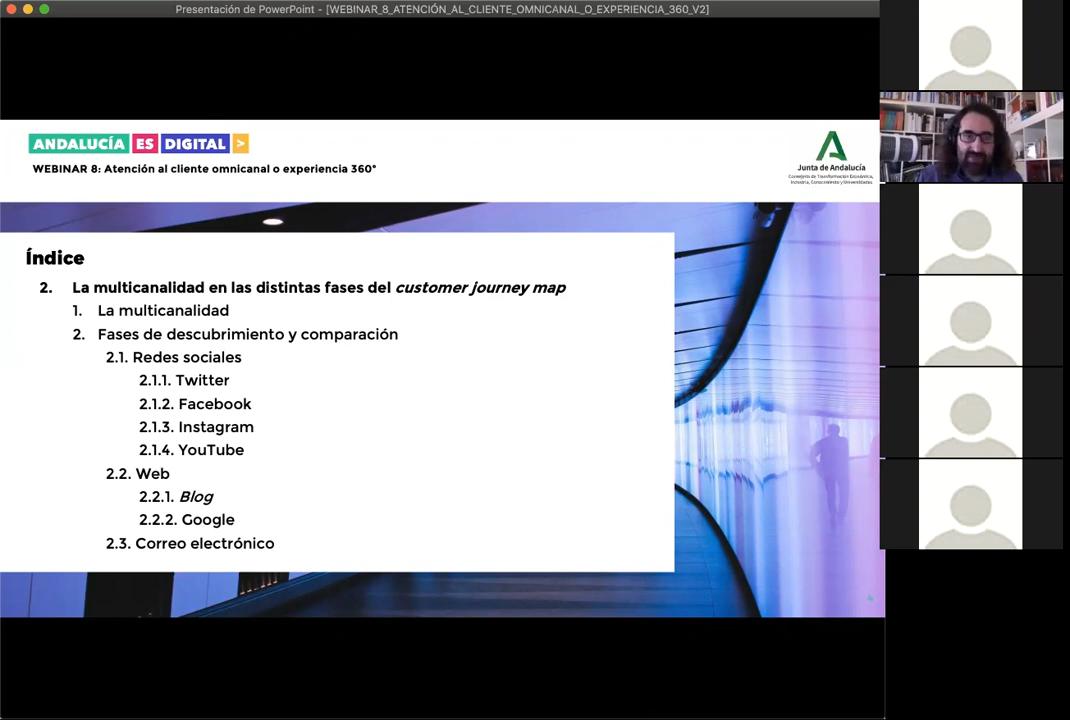 Presentación de PowerPoint - [WEBINAR_8_ATENCIÓN_AL_CLIENTE_OMNICANAL_O_EXPERIENCIA_360_V2]
ANDALUCÍA ES DIGITAL >
WEBINAR 8: Atención al cliente omnicanal o experiencia 360°
Junta de Andalucía
Consejería de Transformación Económica,
Industria, Conocimiento y Universidades
Índice
2. La multicanalidad en las distintas fases del customer journey map
1. La multicanalidad
2. Fases de descubrimiento y comparación
2.1. Redes sociales
2.1.1. Twitter
2.1.2. Facebook
2.1.3. Instagram
2.1.4. YouTube
2.2. Web
2.2.1. Blog
2.2.2. Google
2.3. Correo electrónico